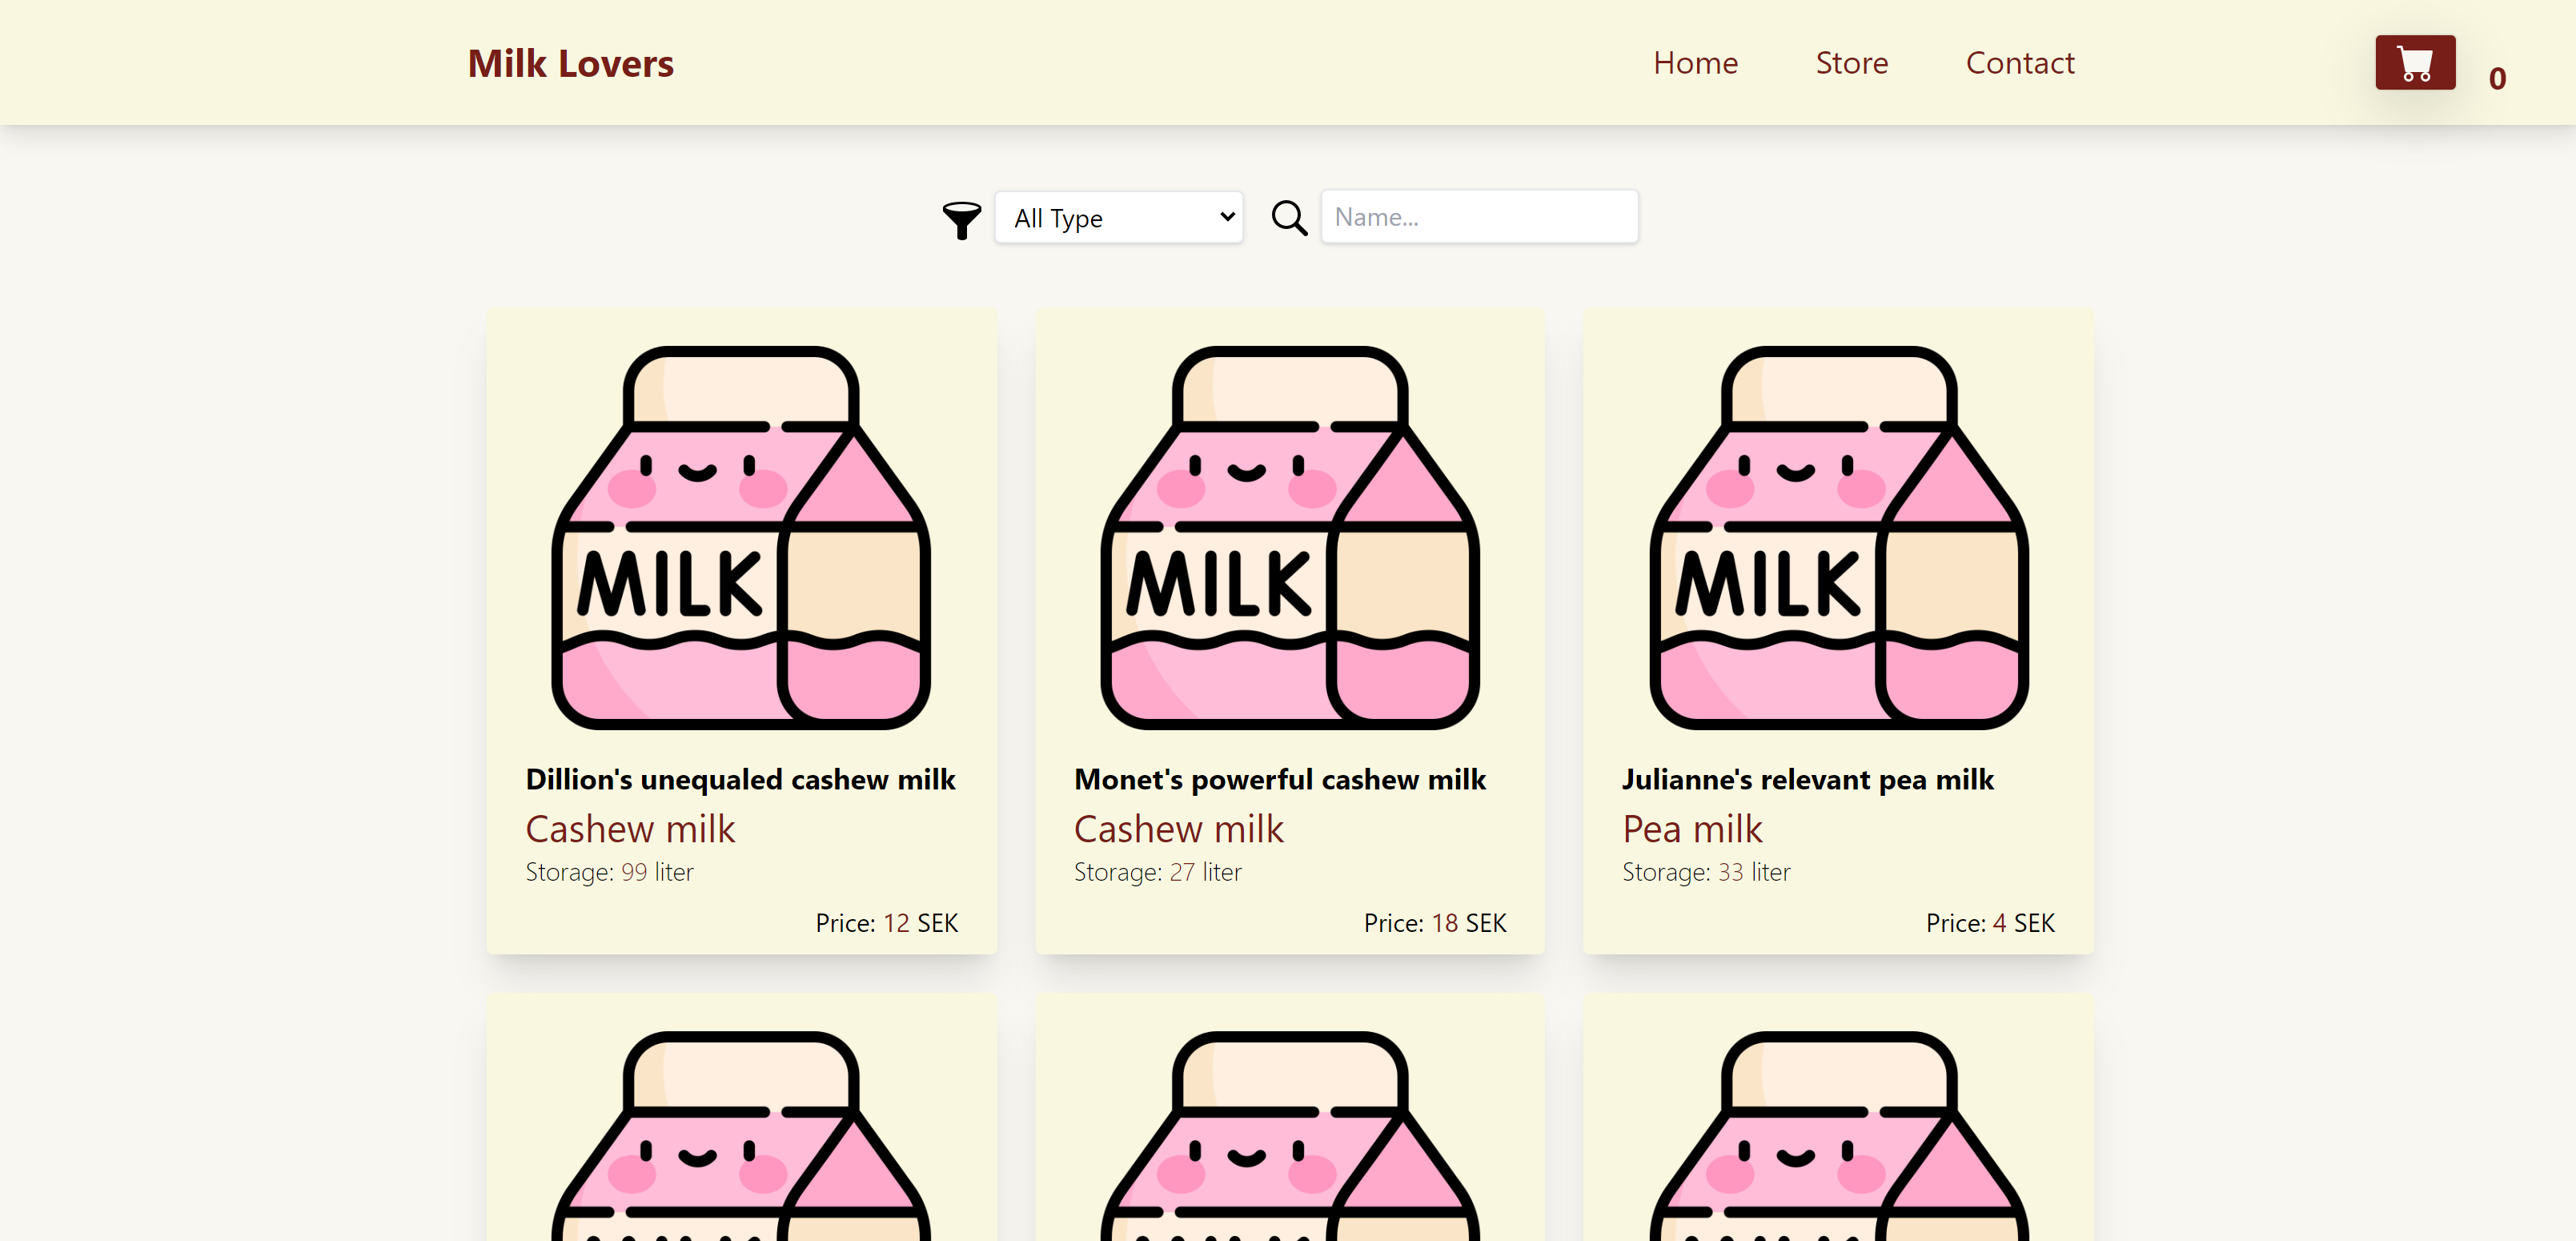 Milk Lovers Home Store Contact 0
All Type Name...
MILK MILK MILK
Dillion's unequaled cashew milk
Cashew milk
Storage: 99 liter
Price: 12 SEK
Monet's powerful cashew milk
Cashew milk
Storage: 27 liter
Price: 18 SEK
Julianne's relevant pea milk
Pea milk
Storage: 33 liter
Price: 4 SEK